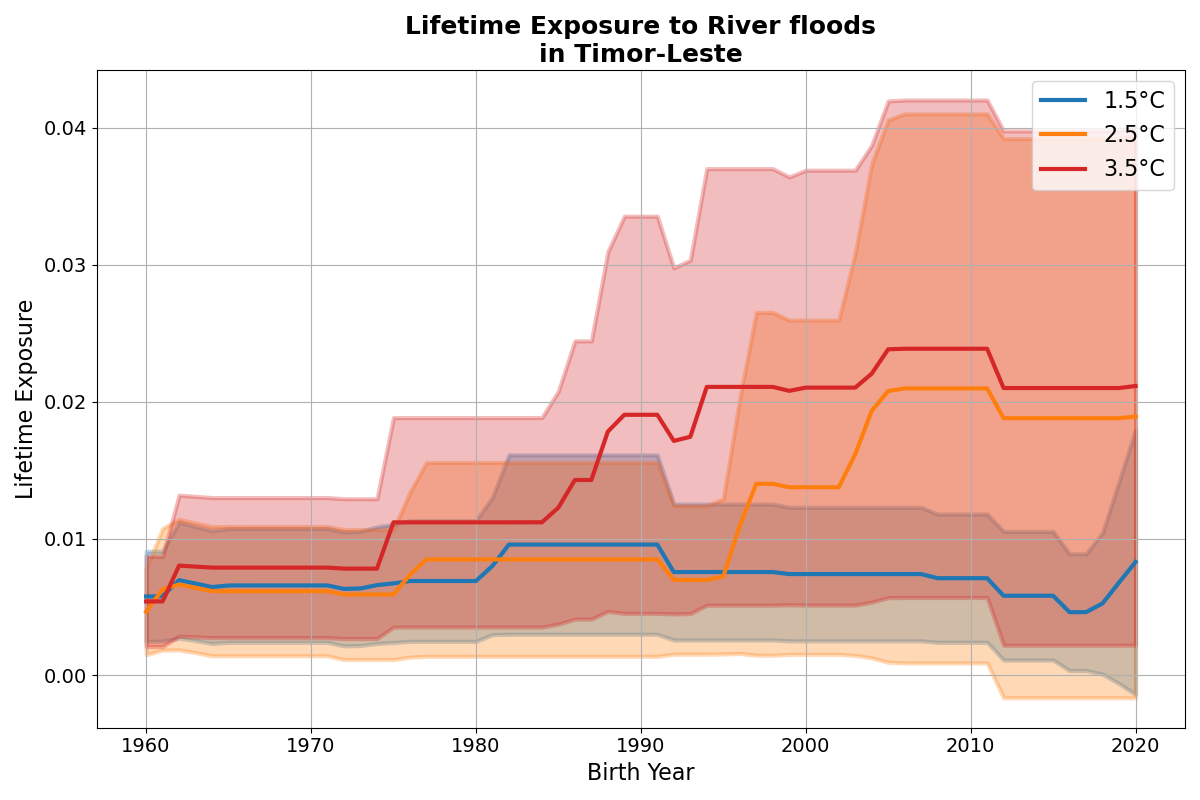 Lifetime Exposure to River floods
in Timor-Leste
1.5°C
2.5°C
3.5°C
Lifetime Exposure
0.04
0.03
0.02
0.01
0.00
1960 1970 1980 1990 2000 2010 2020
Birth Year